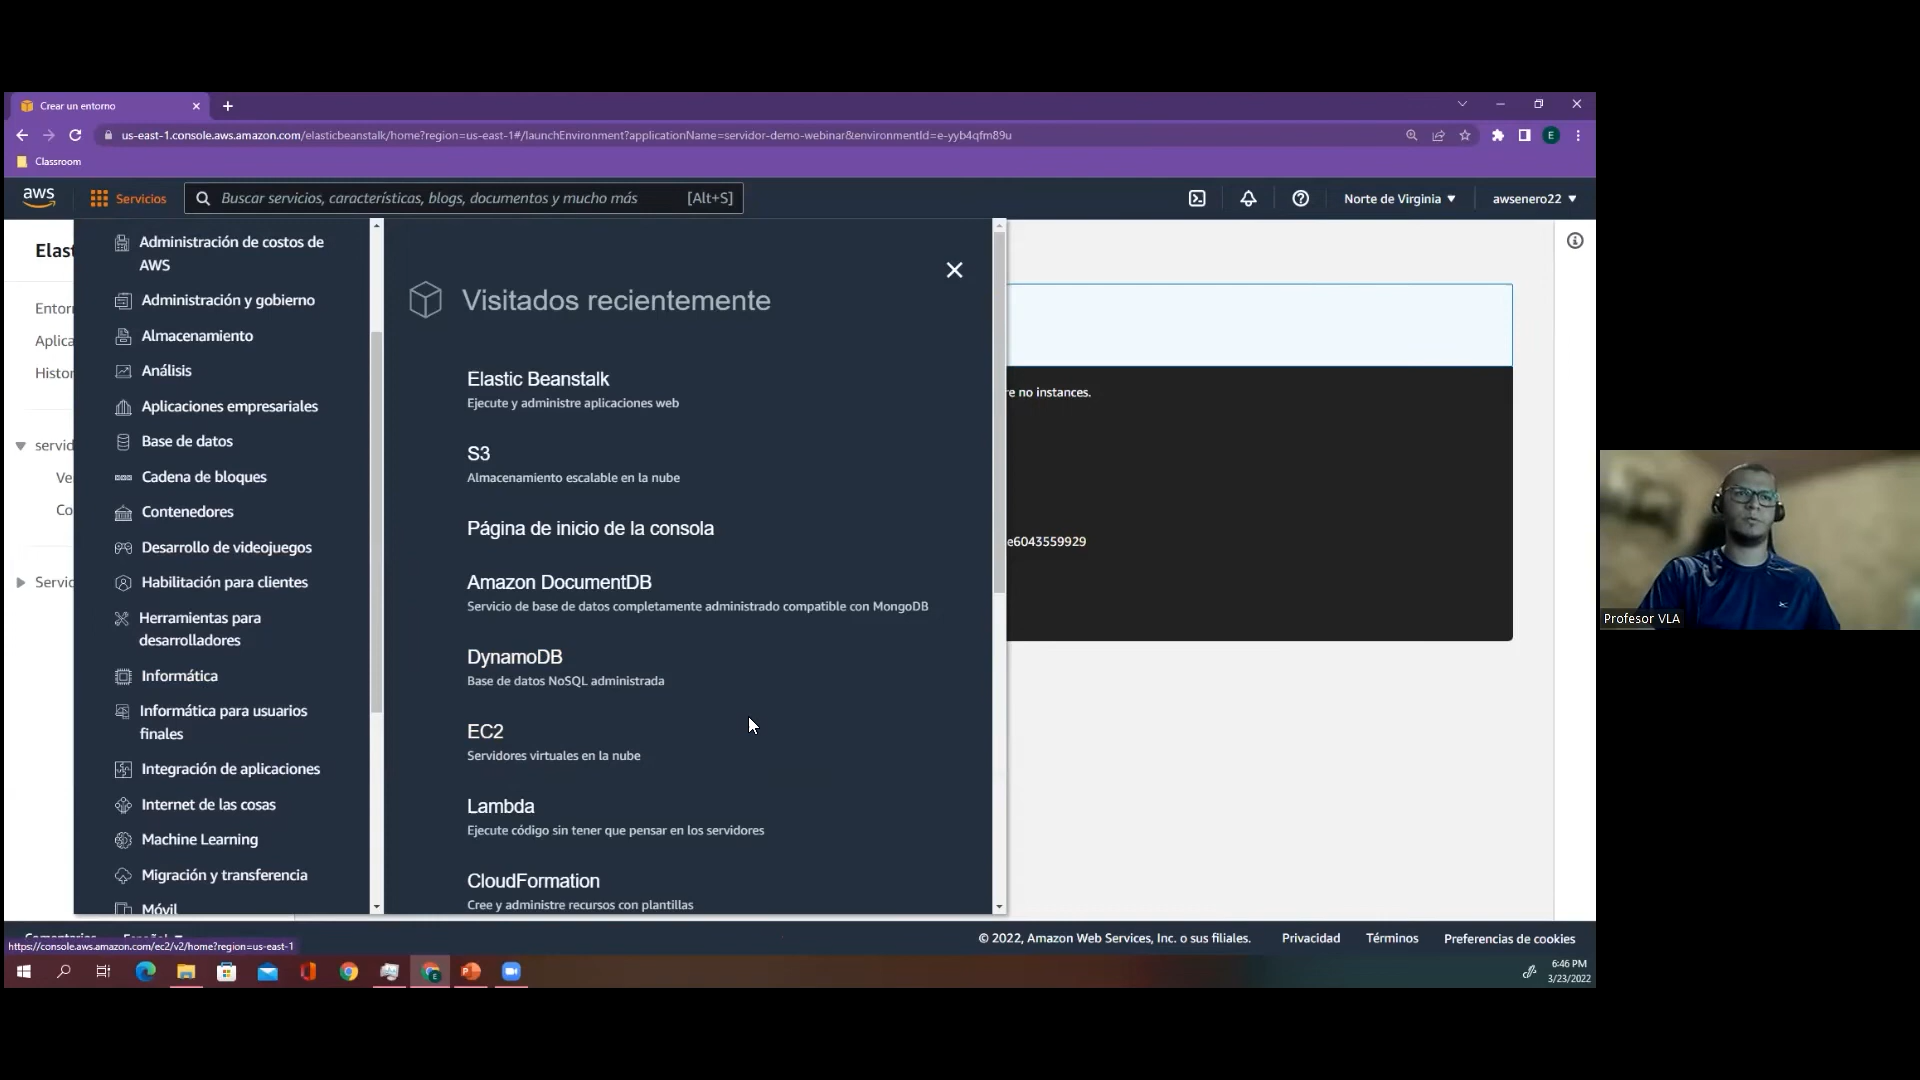 Crear un entorno
us-east-1.console.aws.amazon.com/elasticbeanstalk/home?region=us-east-1#/launchEnvironment?applicationName=servidor-demo-webinar&environmentId=e-yyb4qfm89u
E
Classroom
aws
Servicios
Buscar servicios, características, blogs, documentos y mucho más
[Alt+S]
Norte de Virginia
awsenero22
Elast
Entorr
Aplica
Histor
servid
Ve
Co
Servic
Administración de costos de
AWS
Administración y gobierno
Almacenamiento
Análisis
Aplicaciones empresariales
Base de datos
Cadena de bloques
Contenedores
Desarrollo de videojuegos
Habilitación para clientes
Herramientas para
desarrolladores
Informática
Informática para usuarios
finales
Integración de aplicaciones
Internet de las cosas
Machine Learning
Migración y transferencia
Móvil
Visitados recientemente
Elastic Beanstalk
Ejecute y administre aplicaciones web
S3
Almacenamiento escalable en la nube
Página de inicio de la consola
Amazon DocumentDB
Servicio de base de datos completamente administrado compatible con MongoDB
DynamoDB
Base de datos NoSQL administrada
EC2
Servidores virtuales en la nube
Lambda
Ejecute código sin tener que pensar en los servidores
CloudFormation
Cree y administre recursos con plantillas
re no instances.
e6043559929
Profesor VLA
Comentarios
Español
https://console.aws.amazon.com/ec2/v2/home?region=us-east-1
© 2022, Amazon Web Services, Inc. o sus filiales.
Privacidad
Términos
Preferencias de cookies
6:46 PM
3/23/2022